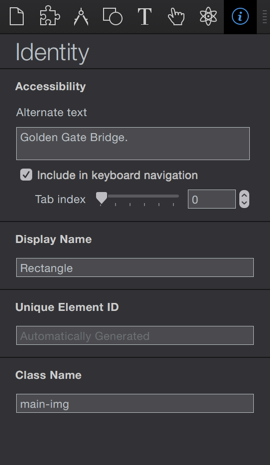 T
Identity
Accessibility
Alternate text
Golden Gate Bridge.
Include in keyboard navigation
Tab index 0
Display Name
Rectangle
Unique Element ID
Automatically Generated
Class Name
main-img